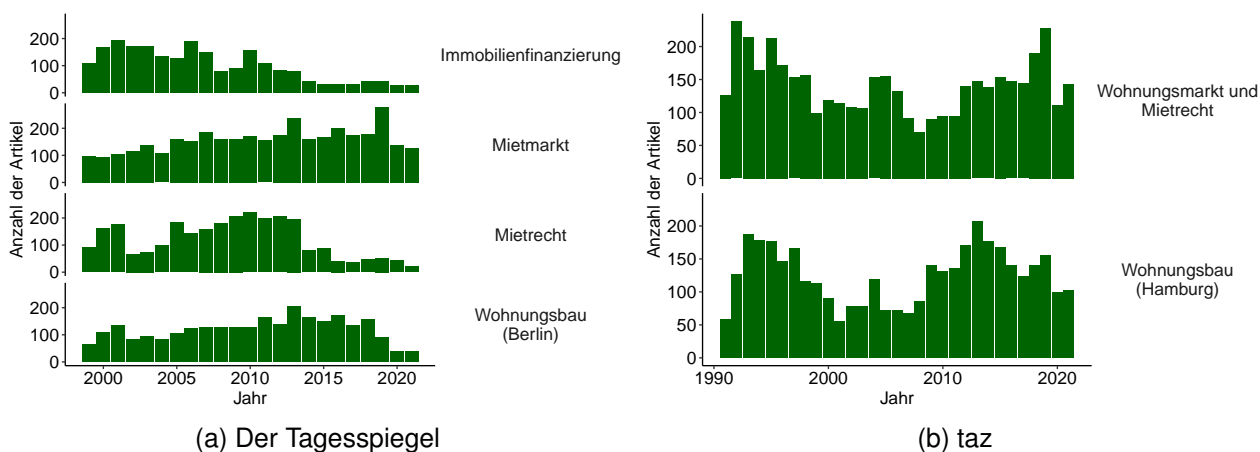 Anzahl der Artikel
200
100
0
Immobilienfinanzierung
200
100
0
Mietmarkt
200
100
0
Mietrecht
200
100
0
Wohnungsbau
(Berlin)
2000 2005 2010 2015 2020
Jahr
(a) Der Tagesspiegel
Anzahl der Artikel
200
150
100
50
0
Wohnungsmarkt und
Mietrecht
200
150
100
50
0
Wohnungsbau
(Hamburg)
1990 2000 2010 2020
Jahr
(b) taz